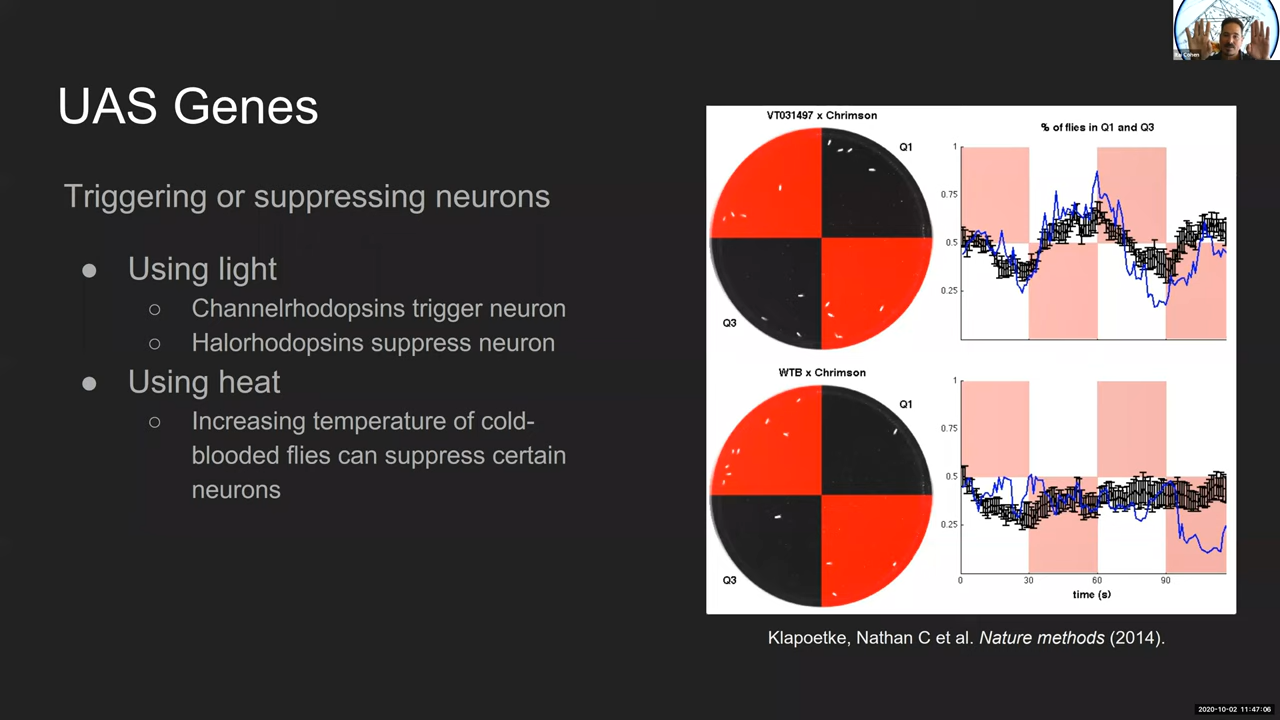 UAS Genes
Triggering or suppressing neurons
● Using light
○ Channelrhodopsins trigger neuron
○ Halorhodopsins suppress neuron
● Using heat
○ Increasing temperature of cold-
blooded flies can suppress certain
neurons
VT031497 x Chrimson
Q1
Q3
% of flies in Q1 and Q3
1
0.75
0.5
0.25
WTB x Chrimson
Q1
Q3
1
0.75
0.5
0.25
0 30 60 90
time (s)
Klapoetke, Nathan C et al. Nature methods (2014).
Cohen
2020-10-02 11:47:06